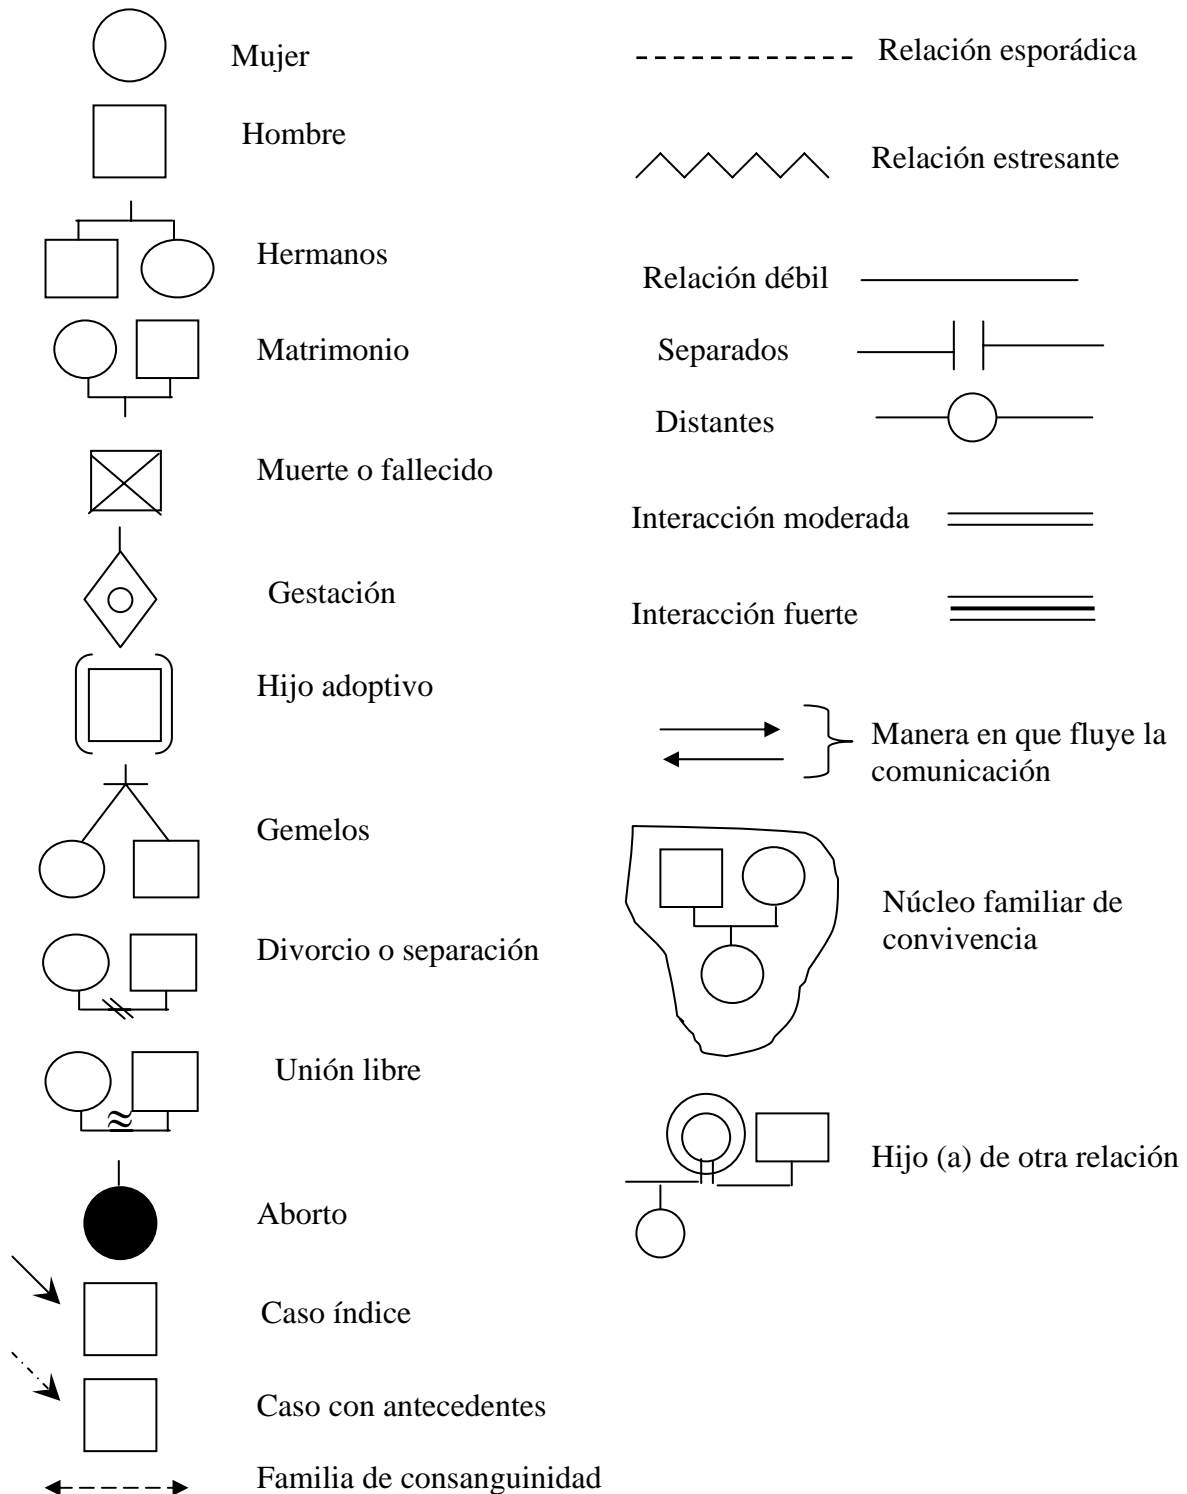 Mujer
Hombre
Hermanos
Matrimonio
Muerte o fallecido
Gestación
Hijo adoptivo
Gemelos
Divorcio o separación
Unión libre
Aborto
Caso índice
Caso con antecedentes
Familia de consanguinidad
Relación esporádica
Relación estresante
Relación débil
Separados
Distantes
Interacción moderada
Interacción fuerte
Manera en que fluye la
comunicación
Núcleo familiar de
convivencia
Hijo (a) de otra relación